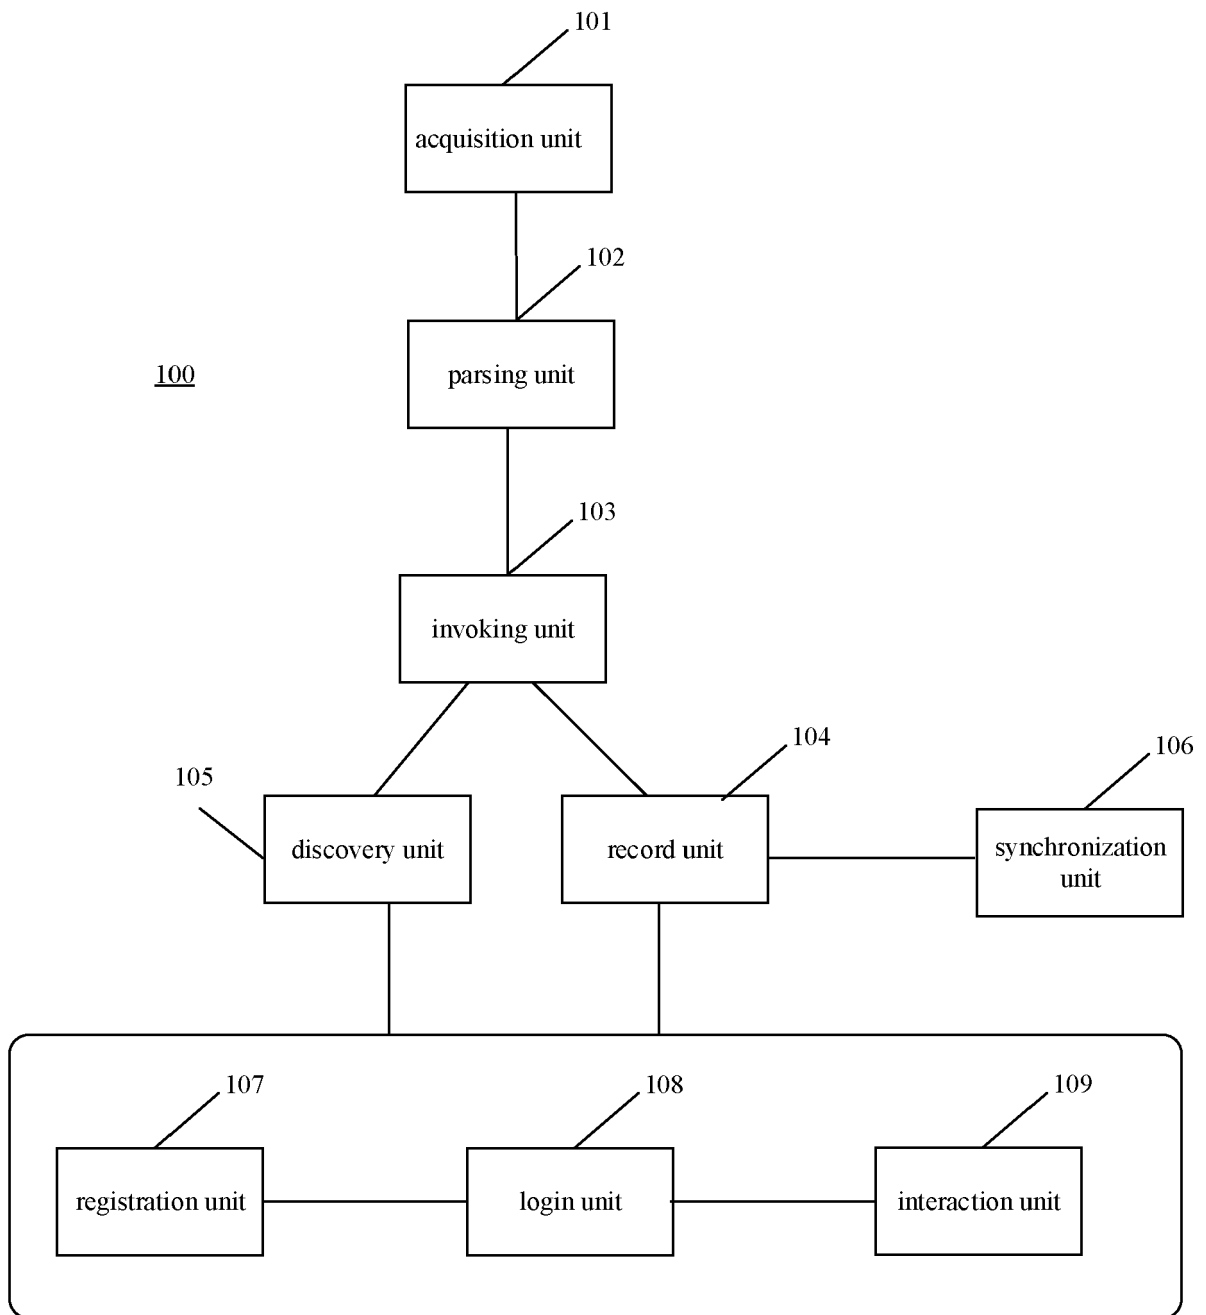 101
acquisition unit
102
parsing unit
100
103
invoking unit
104
106
105
discovery unit
record unit
synchronization
unit
107
108
109
registration unit
login unit
interaction unit